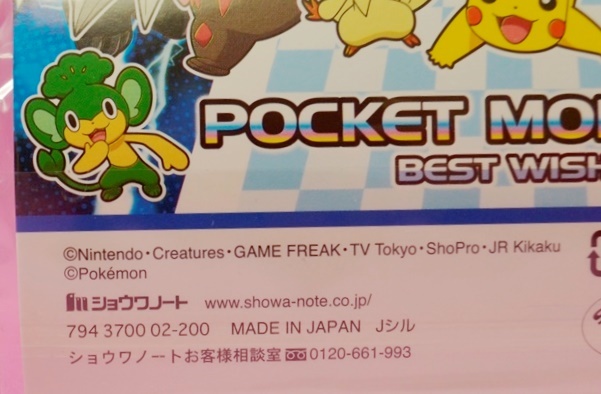 POCKET MO
BEST WISH
©Nintendo・Creatures・GAME FREAK・TV Tokyo・ShoPro・JR Kikaku
©Pokémon
ショウワノート www.showa-note.co.jp/
794 3700 02-200 MADE IN JAPAN Jシル
ショウワノートお客様相談室 0120-661-993